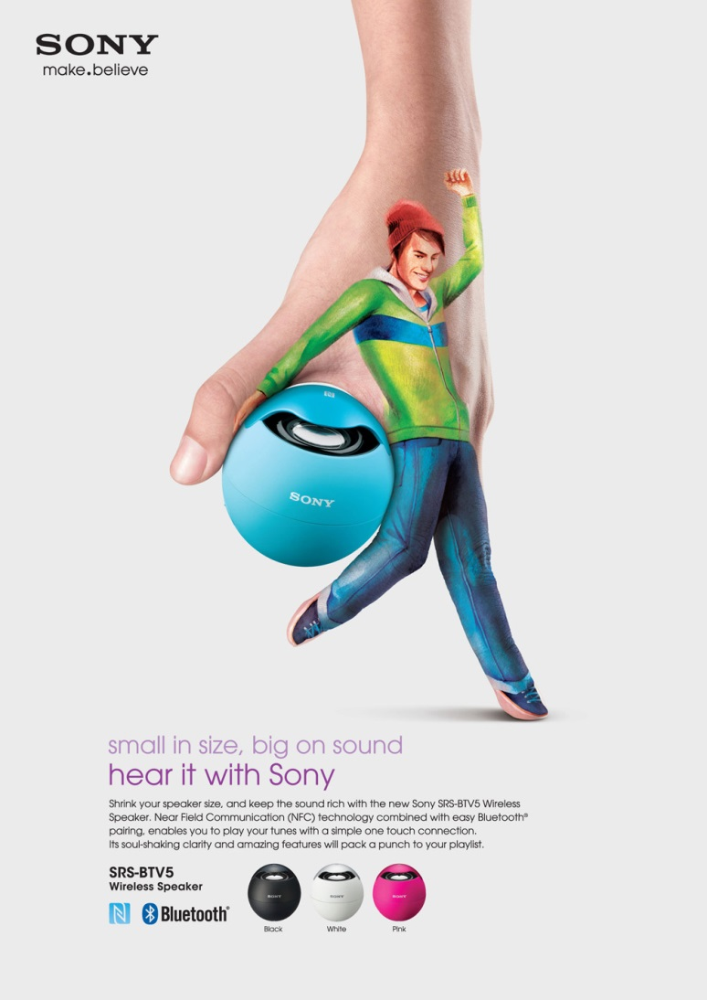 SONY
make.believe
SONY
small in size, big on sound
hear it with Sony
Shrink your speaker size, and keep the sound rich with the new Sony SRS-BTV5 Wireless
Speaker. Near Field Communication (NFC) technology combined with easy Bluetooth®
pairing, enables you to play your tunes with a simple one touch connection.
Its soul-shaking clarity and amazing features will pack a punch to your playlist.
SRS-BTV5
Wireless Speaker
Bluetooth®
SONY
SONY
SONY
Black
White
Pink